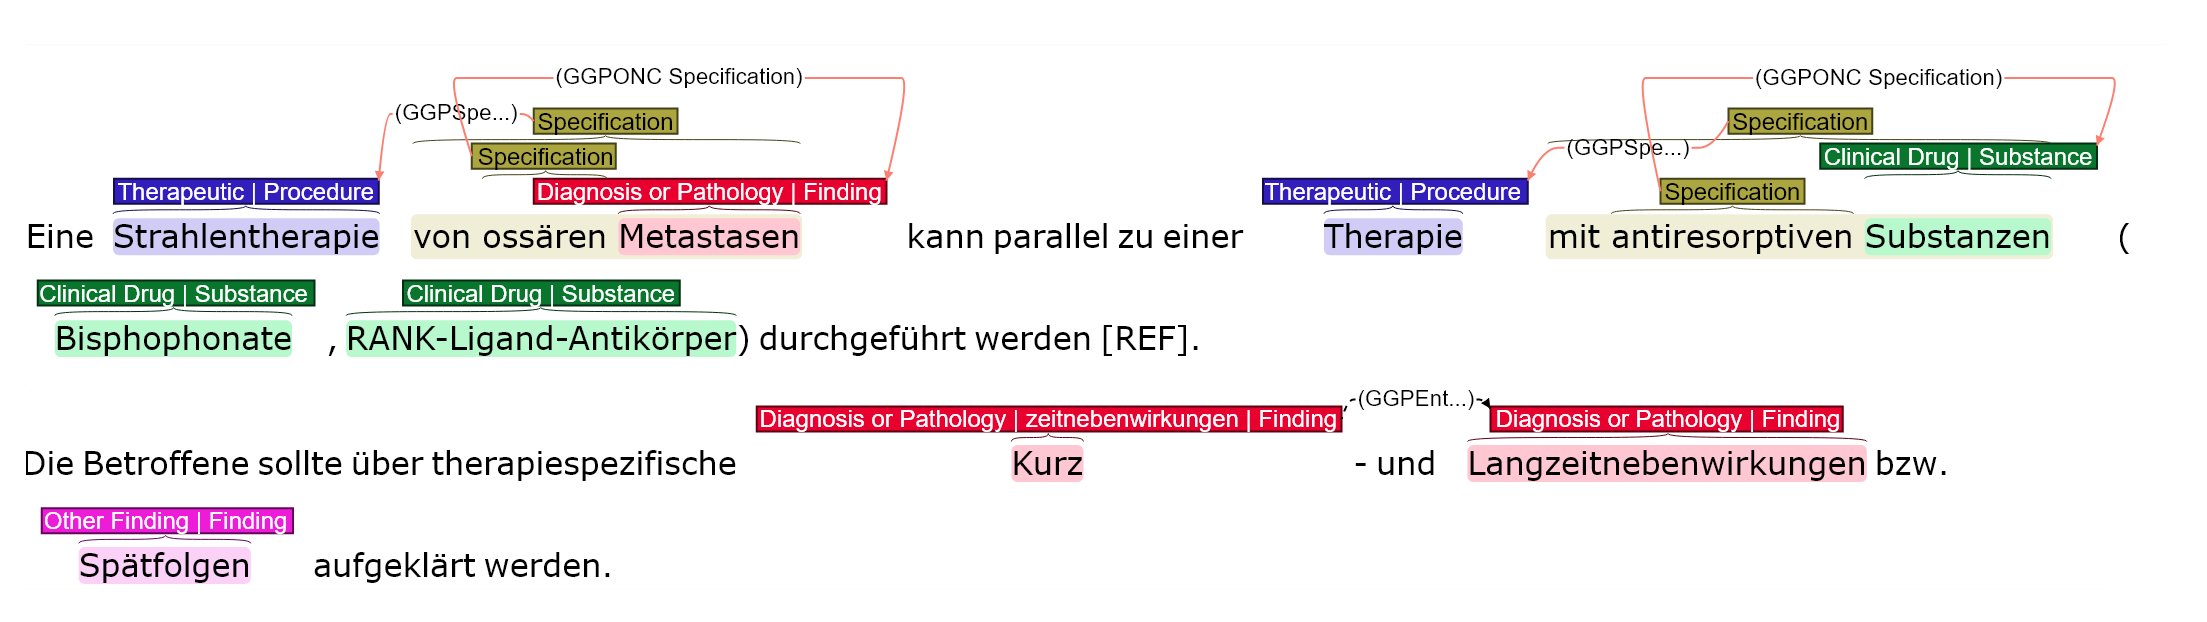 (GGPONC Specification) (GGPONC Specification)
(GGPSpe...) Specification Specification
Specification (GGPSpe...) Clinical Drug | Substance
Therapeutic | Procedure Diagnosis or Pathology | Finding Therapeutic | Procedure Specification
Eine Strahlentherapie von ossären Metastasen kann parallel zu einer Therapie mit antiresorptiven Substanzen (
Clinical Drug | Substance Clinical Drug | Substance
Bisphophonate , RANK-Ligand-Antikörper) durchgeführt werden [REF].
(GGPEnt...)
Diagnosis or Pathology | zeitnebenwirkungen | Finding Diagnosis or Pathology | Finding
Die Betroffene sollte über therapiespezifische Kurz - und Langzeitnebenwirkungen bzw.
Other Finding | Finding
Spätfolgen aufgeklärt werden.